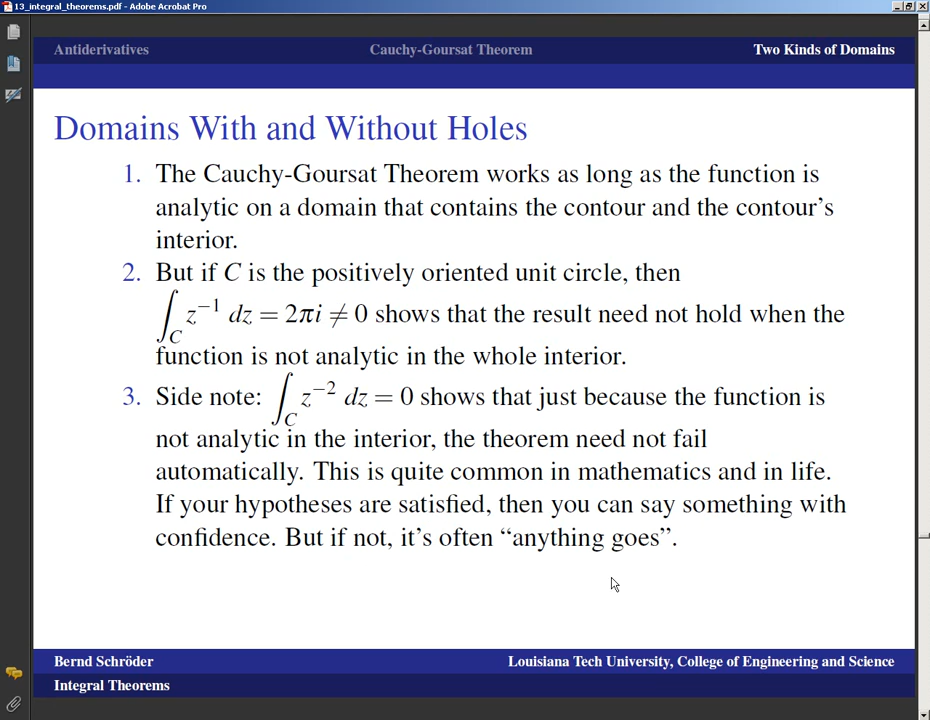 13_integral_theorems.pdf - Adobe Acrobat Pro
Antiderivatives Cauchy-Goursat Theorem Two Kinds of Domains
Domains With and Without Holes
1. The Cauchy-Goursat Theorem works as long as the function is
analytic on a domain that contains the contour and the contour's
interior.
2. But if C is the positively oriented unit circle, then
∫_C z⁻¹ dz = 2πi ≠ 0 shows that the result need not hold when the
function is not analytic in the whole interior.
3. Side note: ∫_C z⁻² dz = 0 shows that just because the function is
not analytic in the interior, the theorem need not fail
automatically. This is quite common in mathematics and in life.
If your hypotheses are satisfied, then you can say something with
confidence. But if not, it's often “anything goes”.
Bernd Schröder Louisiana Tech University, College of Engineering and Science
Integral Theorems